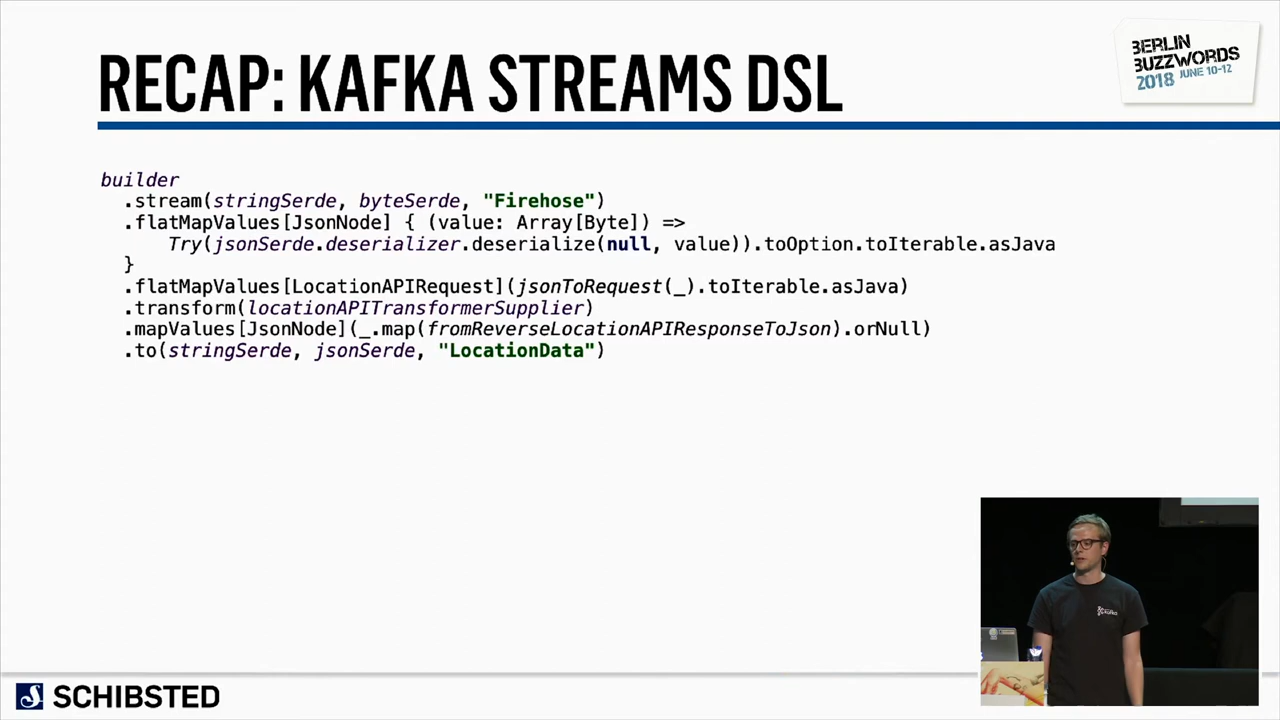 RECAP: KAFKA STREAMS DSL
BERLIN
BUZZWORDS
2018 JUNE 10-12
builder
.stream(stringSerde, byteSerde, "Firehose")
.flatMapValues[JsonNode] { (value: Array[Byte]) =>
Try(jsonSerde.deserializer.deserialize(null, value)).toOption.toIterable.asJava
}
.flatMapValues[LocationAPIRequest](jsonToRequest(_).toIterable.asJava)
.transform(locationAPITransformerSupplier)
.mapValues[JsonNode](_.map(fromReverseLocationAPIResponseToJson).orNull)
.to(stringSerde, jsonSerde, "LocationData")
kafka
SCHIBSTED